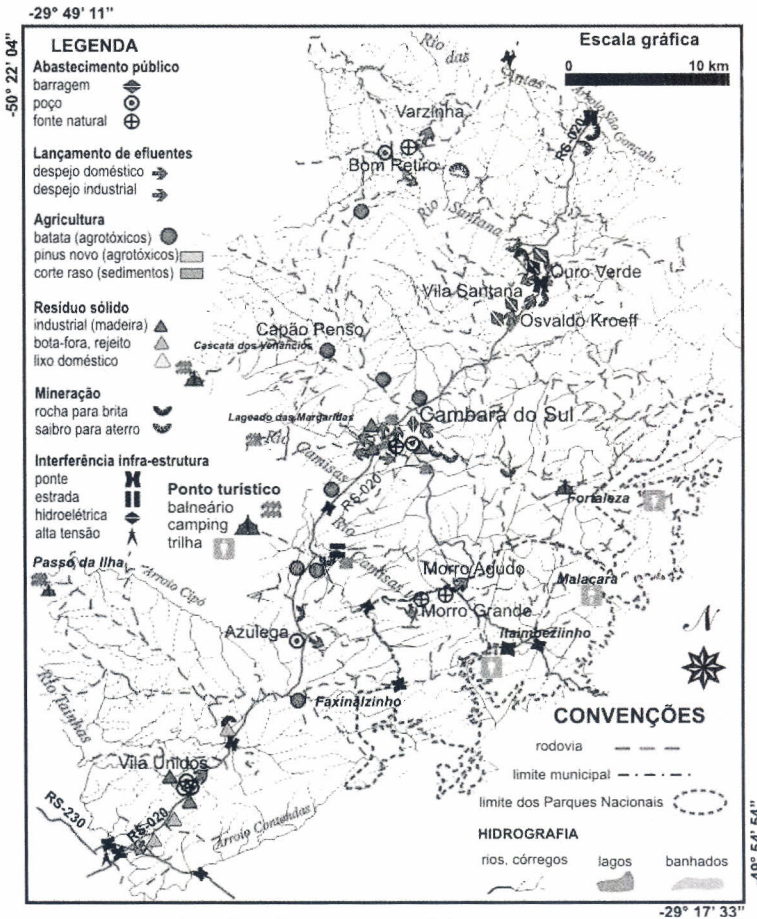 -29° 49' 11"
-50° 22' 04"
LEGENDA
Abastecimento público
barragem
poço
fonte natural
Lançamento de efluentes
despejo doméstico
despejo industrial
Agricultura
batata (agrotóxicos)
pinus novo (agrotóxicos)
corte raso (sedimentos)
Resíduo sólido
industrial (madeira)
bota-fora, rejeito
lixo doméstico
Mineração
rocha para brita
saibro para aterro
Interferência infra-estrutura
ponte
estrada
hidroelétrica
alta tensão
Ponto turístico
balneário
camping
trilha
Escala gráfica
0 10 km
Rio das Antas
Arroio São Gonçalo
RS-020
Varzinha
Bom Retiro
Rio Santana
Ouro Verde
Vila Santana
Osvaldo Kroeff
Capão Penso
Cascata dos Venâncios
Lageado das Margaridas
Cambará do Sul
Rio Camisas
RS-020
Rio Camisas
Fortaleza
Passo da Ilha
Arroio Cipó
Morro Agudo
Malacara
Morro Grande
Azulega
Itaimbezinho
N
Rio Tainhas
Faxinalzinho
Vila Unidos
RS-230
RS-020
Arroio Contendas
CONVENÇÕES
rodovia
limite municipal
limite dos Parques Nacionais
HIDROGRAFIA
rios, córregos lagos banhados
-49° 54' 54"
-29° 17' 33"